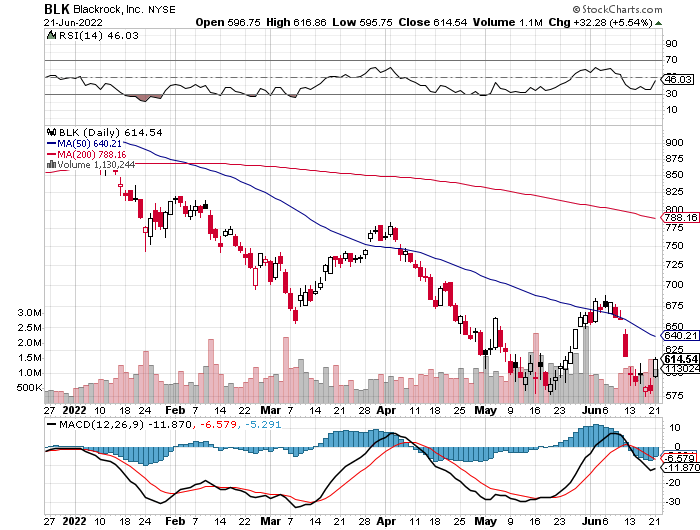 BLK Blackrock, Inc. NYSE © StockCharts.com
21-Jun-2022 Open 596.75 High 616.86 Low 595.75 Close 614.54 Volume 1.1M Chg +32.28 (+5.54%)
RSI(14) 46.03
90
70
46.03
30
10
BLK (Daily) 614.54
MA(50) 640.21
MA(200) 788.16
Volume 1,130,244
900
875
850
825
800
788.16
775
750
725
700
675
650
640.21
625
614.54
600
575
3.0M
2.5M
2.0M
1.5M
1.0M
500K
27 2022 10 18 24 Feb 7 14 22 Mar 7 14 21 Apr 11 18 25 May 9 16 23 Jun 6 13 21
MACD(12,26,9) -11.870, -6.579, -5.291
10
0
-6.579
-11.870
-20
-30
27 2022 10 18 24 Feb 7 14 22 Mar 7 14 21 Apr 11 18 25 May 9 16 23 Jun 6 13 21